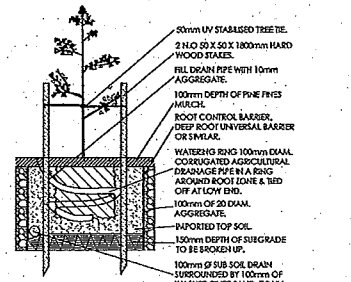 50mm UV STABILISED TREE TIE.
2 N.O 50 X 50 X 1800mm HARD
WOOD STAKES.
FILL DRAIN PIPE WITH 10mm
AGGREGATE.
100mm DEPTH OF PINE FINES
MULCH.
ROOT CONTROL BARRIER,
DEEP ROOT UNIVERSAL BARRIER
OR SIMILAR.
WATERING RING 100mm DIAM.
CORRUGATED AGRICULTURAL
DRAINAGE PIPE IN A RING
AROUND ROOT ZONE & TIED
OFF AT LOW END.
100mm OF 20 DIAM.
AGGREGATE.
IMPORTED TOP SOIL.
150mm DEPTH OF SUBGRADE
TO BE BROKEN UP.
100mm Ø SUB SOIL DRAIN
SURROUNDED BY 100mm OF